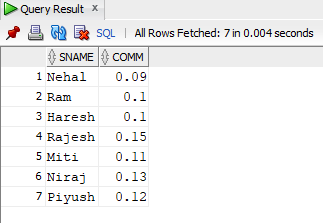 Query Result x
SQL | All Rows Fetched: 7 in 0.004 seconds
SNAME COMM
1 Nehal 0.09
2 Ram 0.1
3 Haresh 0.1
4 Rajesh 0.15
5 Miti 0.11
6 Niraj 0.13
7 Piyush 0.12